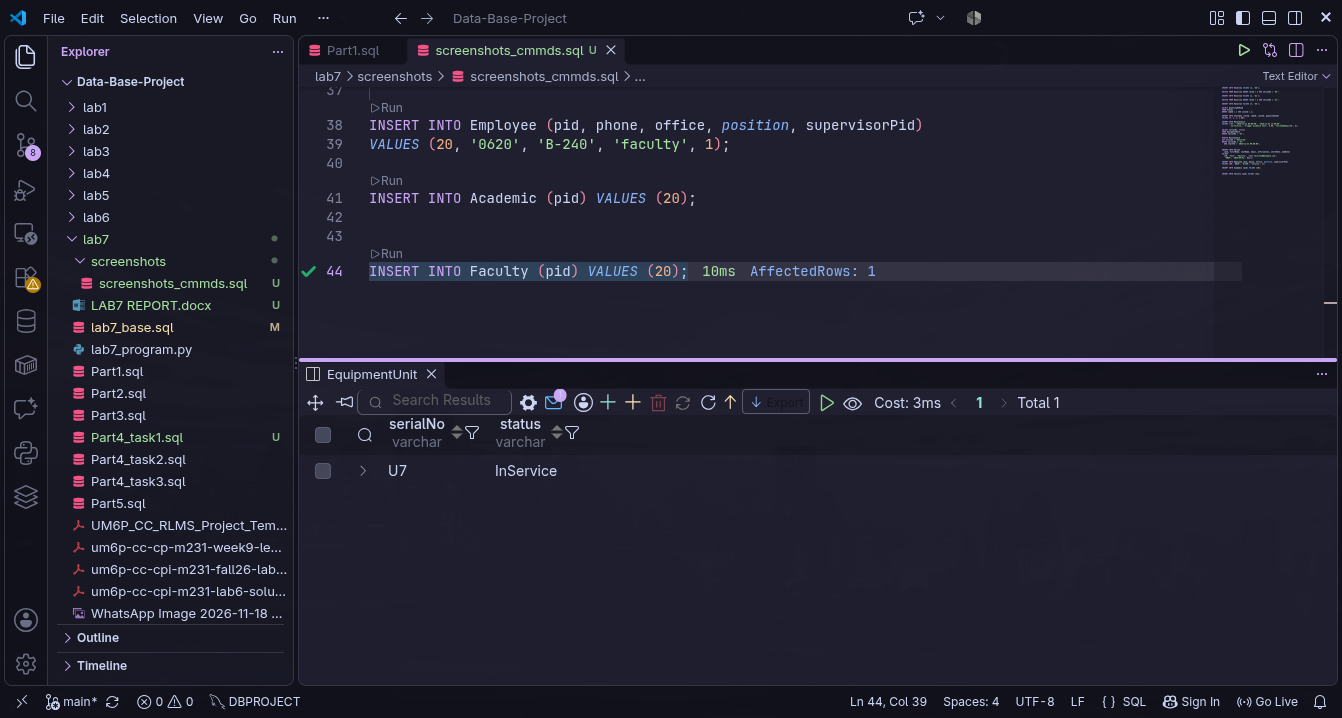 File Edit Selection View Go Run ··· Data-Base-Project
Explorer ···
Data-Base-Project
lab1
lab2
lab3
lab4
lab5
lab6
lab7
screenshots
screenshots_cmmds.sql U
LAB7 REPORT.docx U
lab7_base.sql M
lab7_program.py
Part1.sql
Part2.sql
Part3.sql
Part4_task1.sql U
Part4_task2.sql
Part4_task3.sql
Part5.sql
UM6P_CC_RLMS_Project_Tem...
um6p-cc-cp-m231-week9-le...
um6p-cc-cpi-m231-fall26-lab...
um6p-cc-cpi-m231-lab6-solu...
WhatsApp Image 2026-11-18 ...
Outline
Timeline
8
Part1.sql screenshots_cmmds.sql U
lab7 > screenshots > screenshots_cmmds.sql > ... Text Editor
37
Run
38 INSERT INTO Employee (pid, phone, office, position, supervisorPid)
39 VALUES (20, '0620', 'B-240', 'faculty', 1);
40
Run
41 INSERT INTO Academic (pid) VALUES (20);
42
43
Run
44 INSERT INTO Faculty (pid) VALUES (20); 10ms AffectedRows: 1
EquipmentUnit
Search Results Export Cost: 3ms 1 Total 1
serialNo status
varchar varchar
U7 InService
main* 0 0 DBPROJECT Ln 44, Col 39 Spaces: 4 UTF-8 LF { } SQL Sign In Go Live